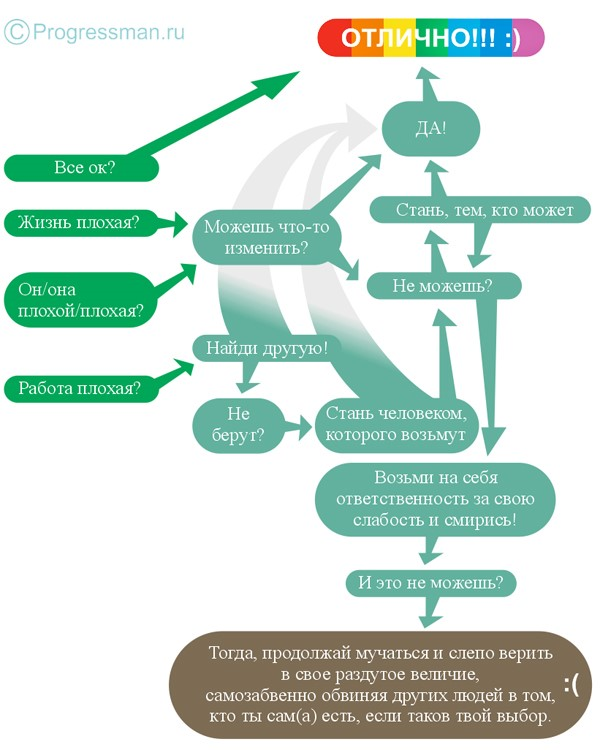 © Progressman.ru
ОТЛИЧНО!!! :)
ДА!
Все ок?
Жизнь плохая?
Можешь что-то
изменить?
Стань, тем, кто может
Он/она
плохой/плохая?
Не можешь?
Найди другую!
Работа плохая?
Не
берут?
Стань человеком,
которого возьмут
Возьми на себя
ответственность за свою
слабость и смирись!
И это не можешь?
Тогда, продолжай мучаться и слепо верить
в свое раздутое величие,
самозабвенно обвиняя других людей в том,
кто ты сам(а) есть, если таков твой выбор.
:(